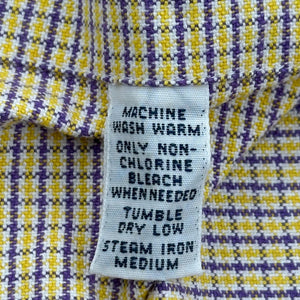 MACHINE
WASH WARM
ONLY NON-
CHLORINE
BLEACH
WHEN NEEDED
TUMBLE
DRY LOW
STEAM IRON
MEDIUM